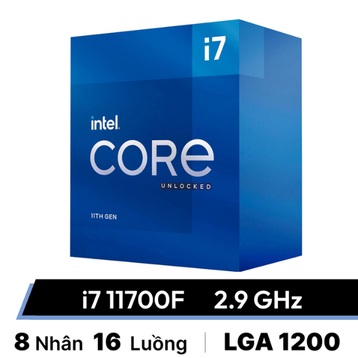 i7
intel
CORE
UNLOCKED
11TH GEN
i7 11700F 2.9 GHz
8 Nhân 16 Luồng LGA 1200